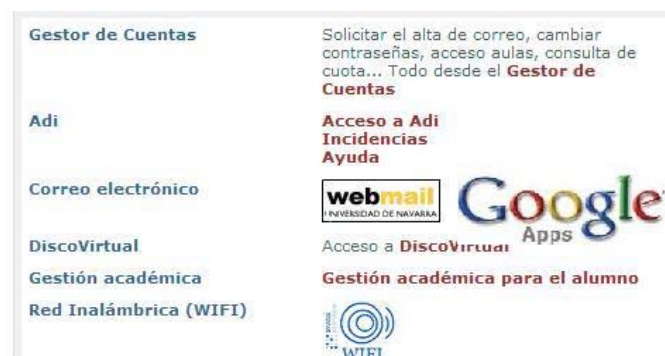 Gestor de Cuentas
Solicitar el alta de correo, cambiar
contraseñas, acceso aulas, consulta de
cuota... Todo desde el Gestor de
Cuentas
Adi
Acceso a Adi
Incidencias
Ayuda
Correo electrónico
webmail
UNIVERSIDAD DE NAVARRA
Google
Apps
DiscoVirtual
Acceso a DiscoVirtual
Gestión académica
Gestión académica para el alumno
Red Inalámbrica (WIFI)
WIFI